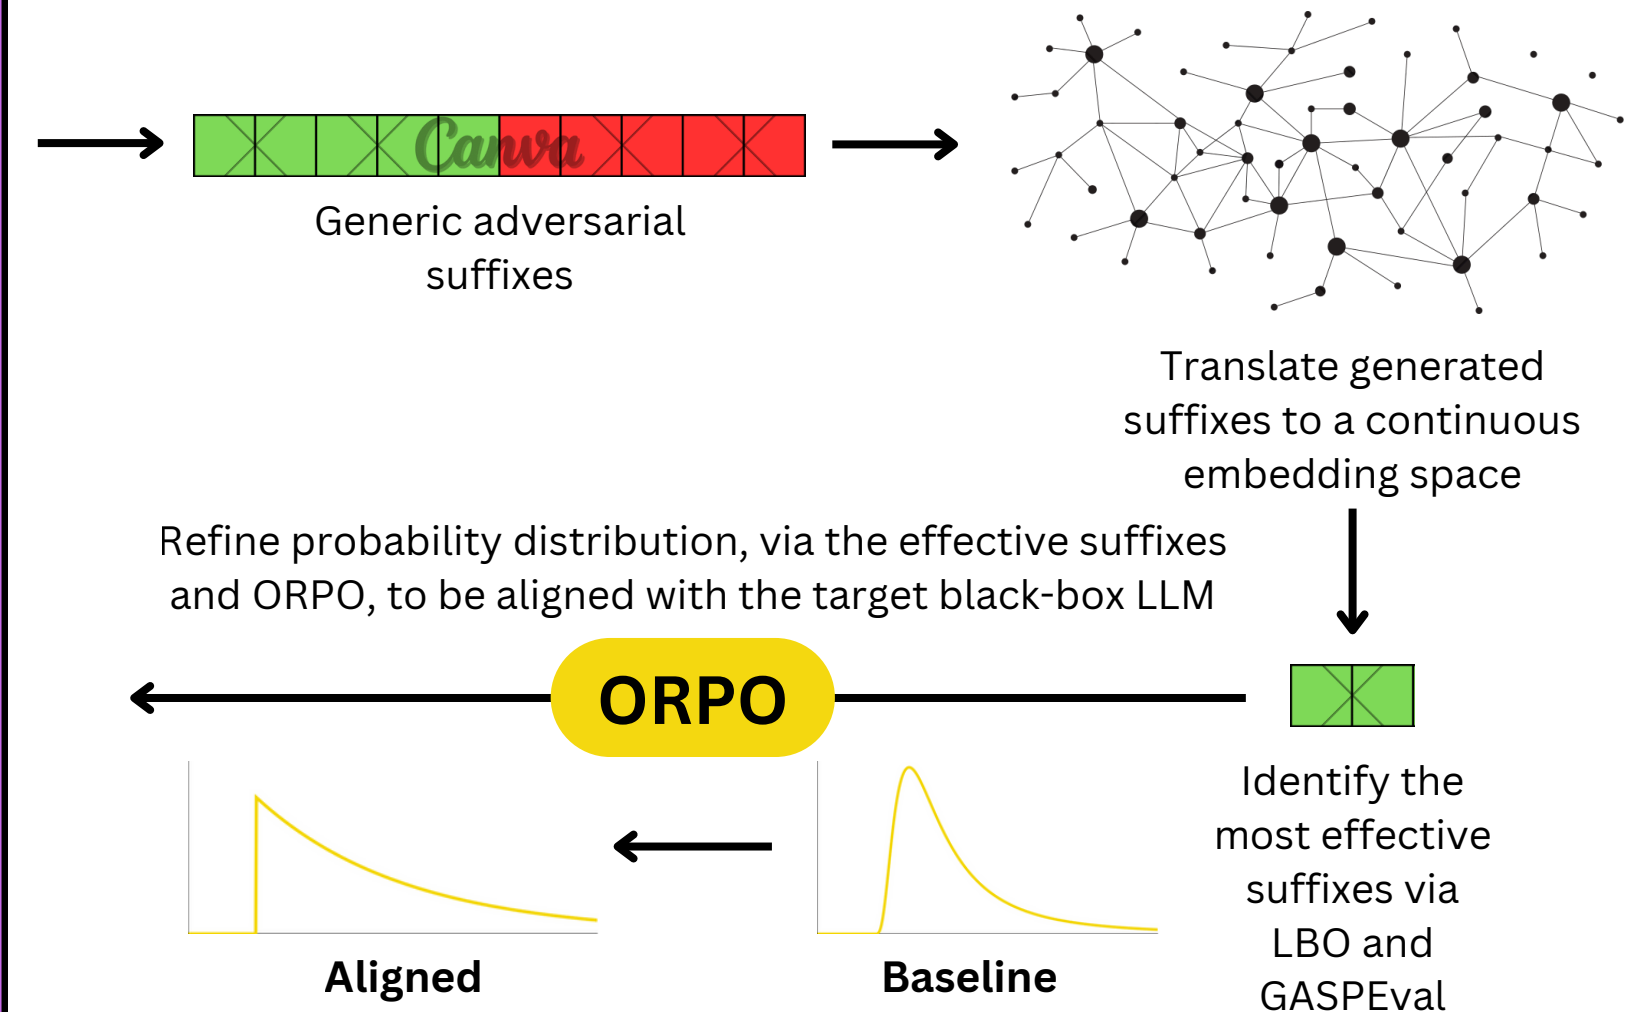 Canva
Generic adversarial
suffixes
Translate generated
suffixes to a continuous
embedding space
Refine probability distribution, via the effective suffixes
and ORPO, to be aligned with the target black-box LLM
ORPO
Identify the
most effective
suffixes via
LBO and
GASPEval
Aligned
Baseline